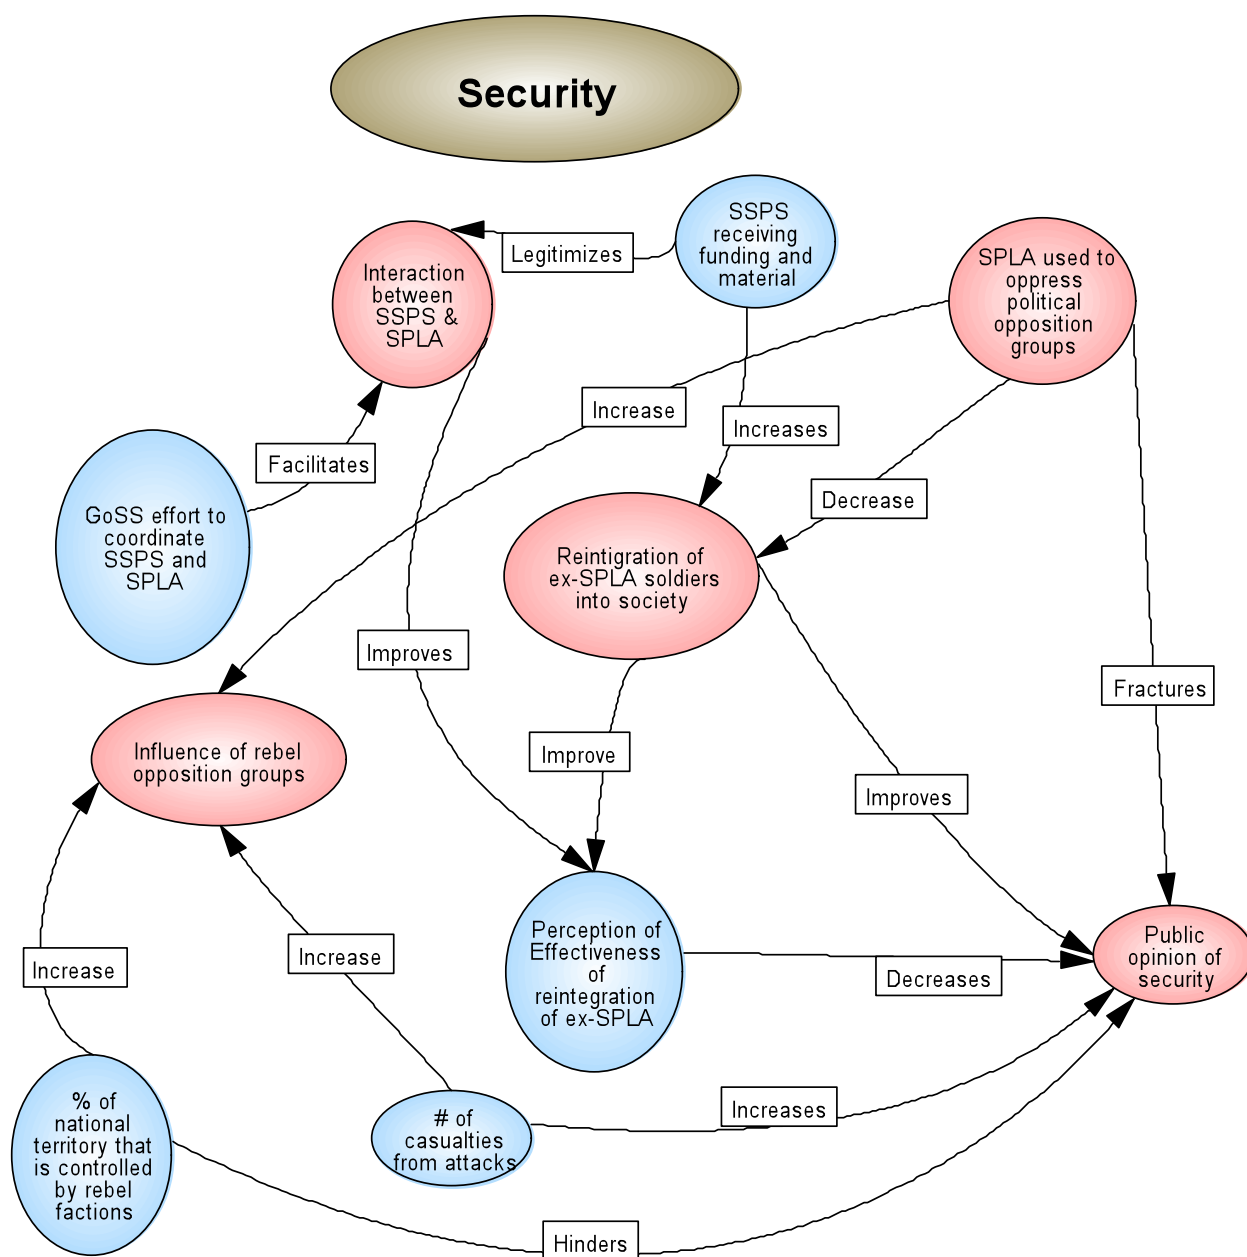 Security
SSPS
receiving
funding and
material
Legitimizes
Interaction
between
SSPS &
SPLA
SPLA used to
oppress
political
opposition
groups
Increase
Increases
Facilitates
Decrease
GoSS effort to
coordinate
SSPS and
SPLA
Reintigration of
ex-SPLA soldiers
into society
Improves
Fractures
Influence of rebel
opposition groups
Improve
Improves
Perception of
Effectiveness
of
reintegration
of ex-SPLA
Public
opinion of
security
Increase
Increase
Decreases
% of
national
territory that
is controlled
by rebel
factions
# of
casualties
from attacks
Increases
Hinders